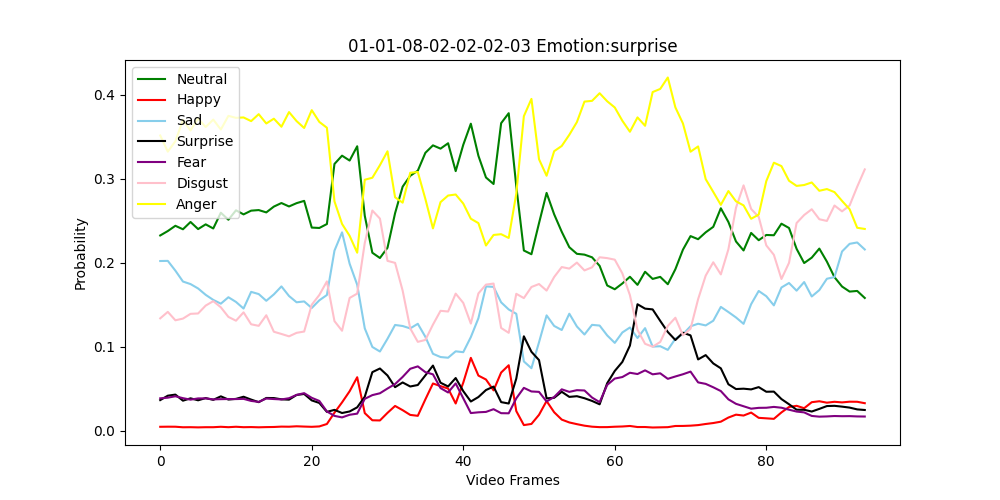 01-01-08-02-02-02-03 Emotion:surprise
Neutral
Happy
Sad
Surprise
Fear
Disgust
Anger
0.4
0.3
0.2
0.1
0.0
Probability
0 20 40 60 80
Video Frames